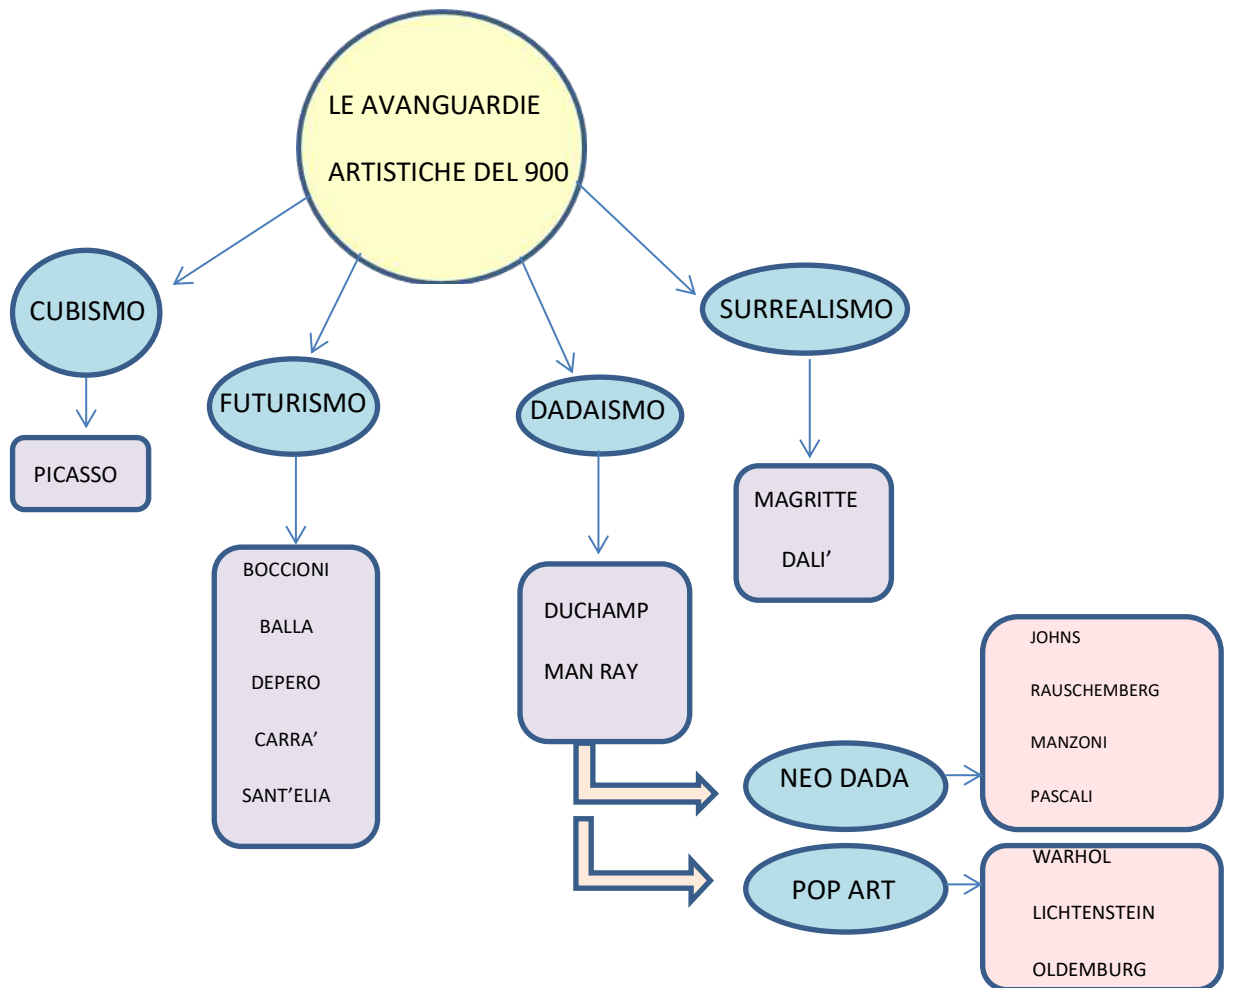 LE AVANGUARDIE
ARTISTICHE DEL 900
CUBISMO
PICASSO
FUTURISMO
BOCCIONI
BALLA
DEPERO
CARRA’
SANT’ELIA
DADAISMO
DUCHAMP
MAN RAY
SURREALISMO
MAGRITTE
DALI’
NEO DADA
JOHNS
RAUSCHEMBERG
MANZONI
PASCALI
POP ART
WARHOL
LICHTENSTEIN
OLDEMBURG